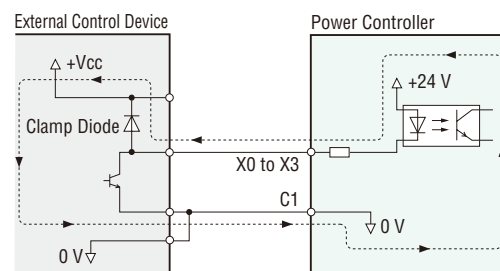 External Control Device
Power Controller
+Vcc
+24 V
Clamp Diode
X0 to X3
C1
0 V
0 V